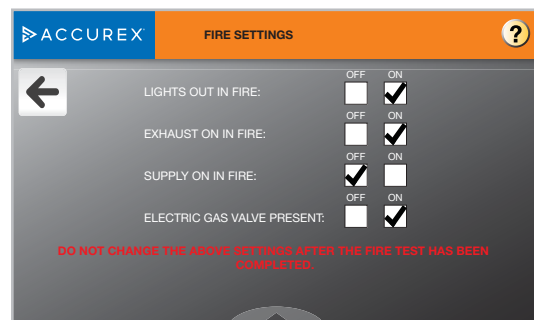 ACCUREX
FIRE SETTINGS
?
OFF ON
LIGHTS OUT IN FIRE:
OFF ON
EXHAUST ON IN FIRE:
OFF ON
SUPPLY ON IN FIRE:
OFF ON
ELECTRIC GAS VALVE PRESENT:
DO NOT CHANGE THE ABOVE SETTINGS AFTER THE FIRE TEST HAS BEEN
COMPLETED.